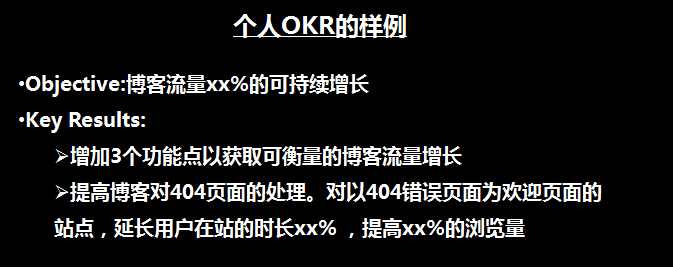 个人OKR的样例
•Objective:博客流量xx%的可持续增长
•Key Results:
➢增加3个功能点以获取可衡量的博客流量增长
➢提高博客对404页面的处理。对以404错误页面为欢迎页面的
站点，延长用户在站的时长xx% ，提高xx%的浏览量